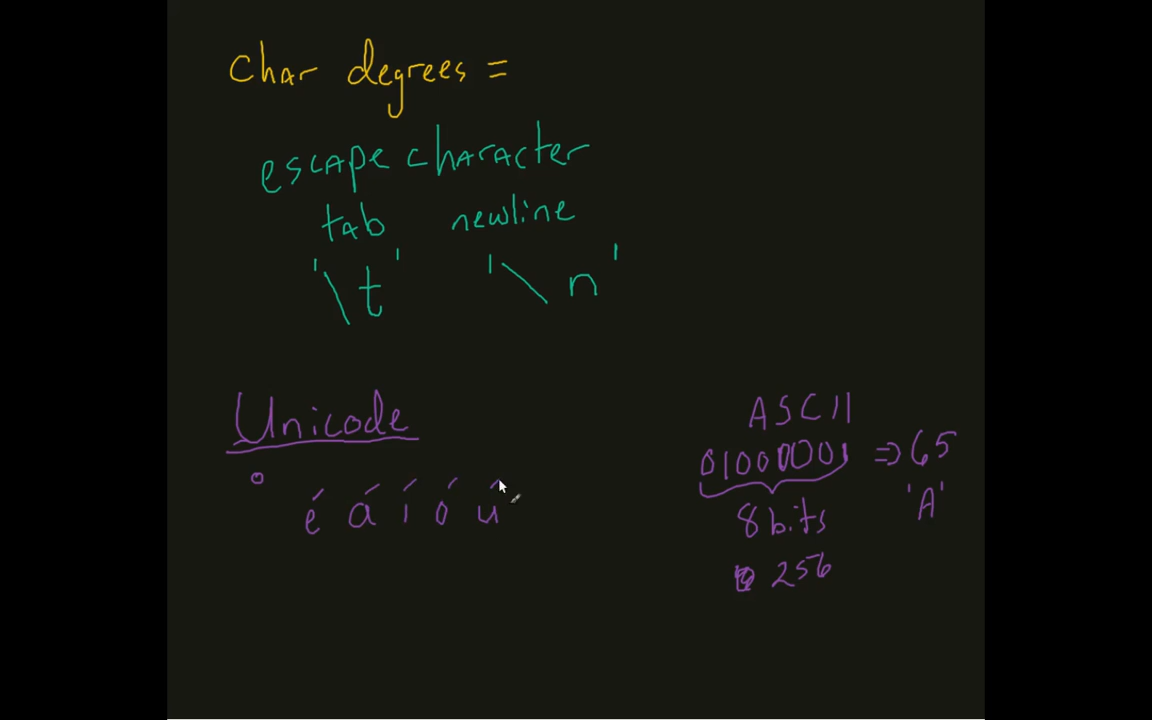 char degrees =
escape character
tab newline
'\t' '\n'
Unicode
°
é á í ó ú
ASCII
01000001 => 65
8 bits 'A'
256